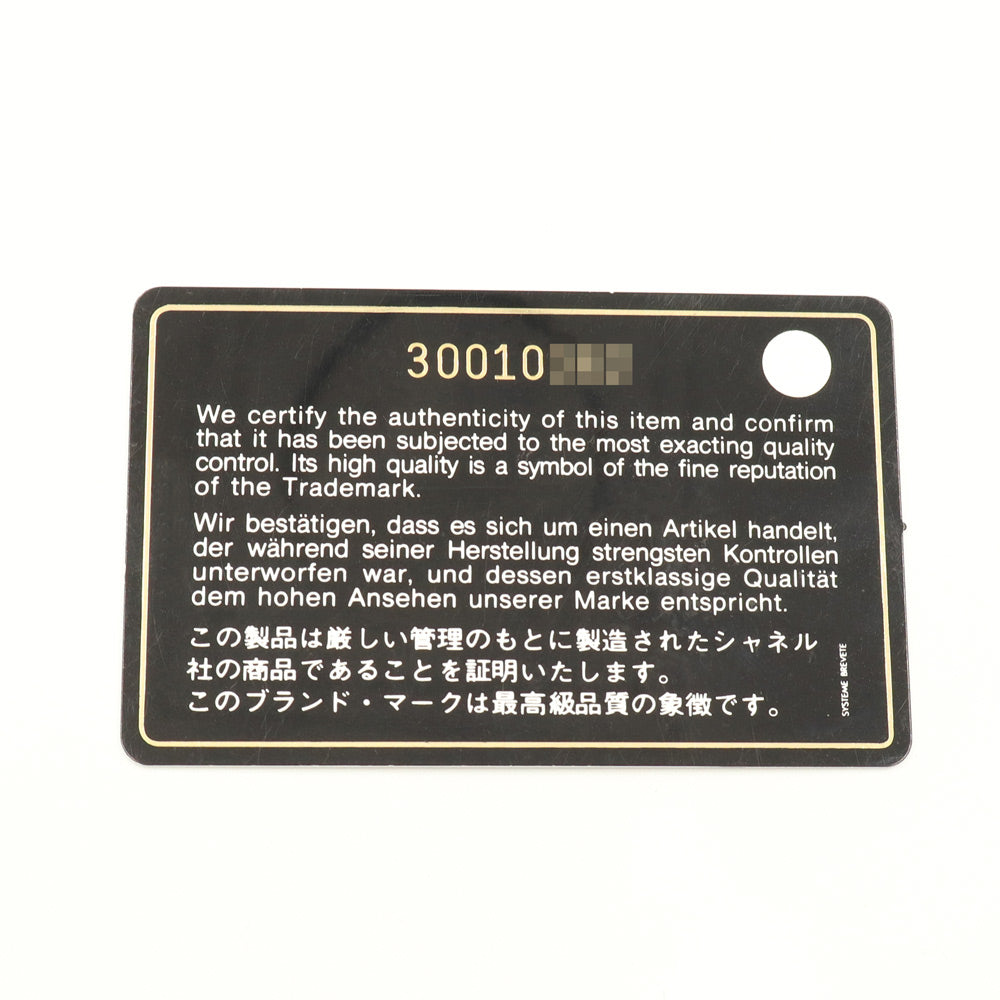 30010
We certify the authenticity of this item and confirm
that it has been subjected to the most exacting quality
control. Its high quality is a symbol of the fine reputation
of the Trademark.
Wir bestätigen, dass es sich um einen Artikel handelt,
der während seiner Herstellung strengsten Kontrollen
unterworfen war, und dessen erstklassige Qualität
dem hohen Ansehen unserer Marke entspricht.
この製品は厳しい管理のもとに製造されたシャネル
社の商品であることを証明いたします。
このブランド・マークは最高級品質の象徴です。
SYSTEME BREVETE